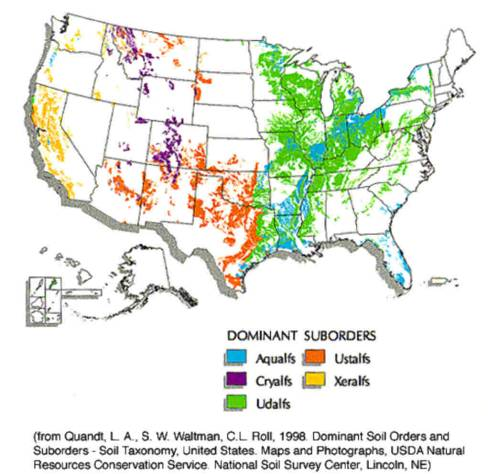 DOMINANT SUBORDERS
Aqualfs Ustalfs
Cryalfs Xeralfs
Udalfs
(from Quandt, L. A., S. W. Waltman, C.L. Roll, 1998. Dominant Soil Orders and
Suborders - Soil Taxonomy, United States. Maps and Photographs, USDA Natural
Resources Conservation Service. National Soil Survey Center, Lincoln, NE)